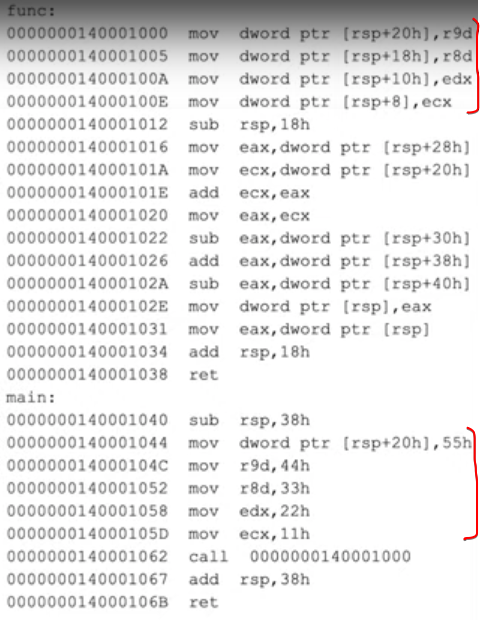 func:
0000000140001000 mov dword ptr [rsp+20h],r9d
0000000140001005 mov dword ptr [rsp+18h],r8d
000000014000100A mov dword ptr [rsp+10h],edx
000000014000100E mov dword ptr [rsp+8],ecx
0000000140001012 sub rsp,18h
0000000140001016 mov eax,dword ptr [rsp+28h]
000000014000101A mov ecx,dword ptr [rsp+20h]
000000014000101E add ecx,eax
0000000140001020 mov eax,ecx
0000000140001022 sub eax,dword ptr [rsp+30h]
0000000140001026 add eax,dword ptr [rsp+38h]
000000014000102A sub eax,dword ptr [rsp+40h]
000000014000102E mov dword ptr [rsp],eax
0000000140001031 mov eax,dword ptr [rsp]
0000000140001034 add rsp,18h
0000000140001038 ret
main:
0000000140001040 sub rsp,38h
0000000140001044 mov dword ptr [rsp+20h],55h
000000014000104C mov r9d,44h
0000000140001052 mov r8d,33h
0000000140001058 mov edx,22h
000000014000105D mov ecx,11h
0000000140001062 call 0000000140001000
0000000140001067 add rsp,38h
000000014000106B ret